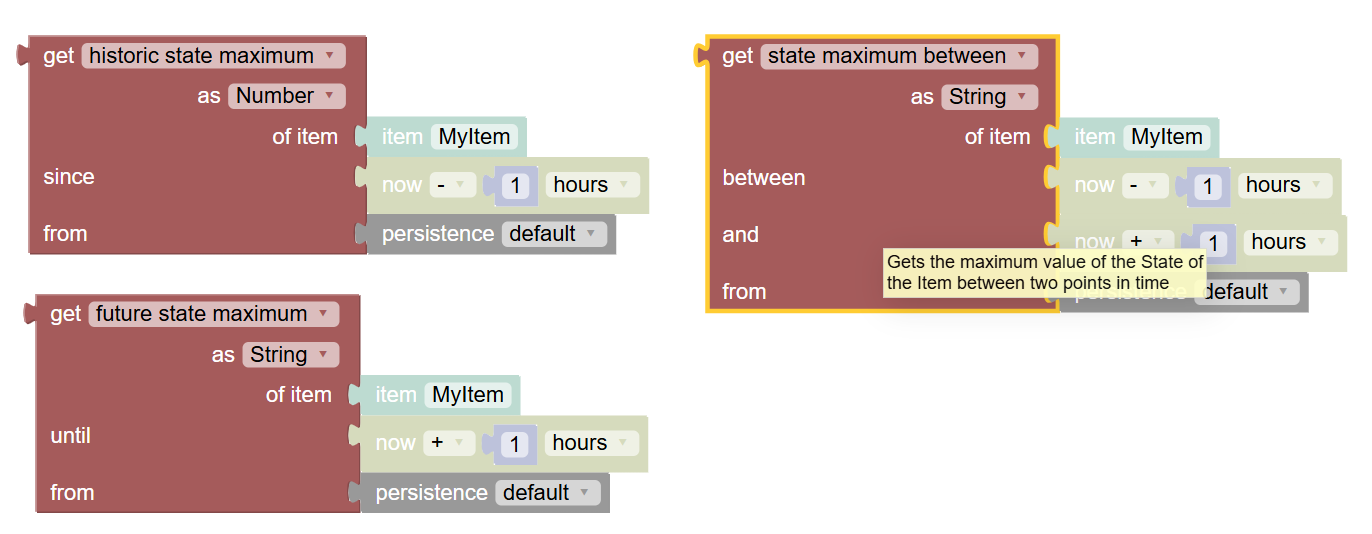 get historic state maximum
as Number
of item item MyItem
since now - 1 hours
from persistence default
get future state maximum
as String
of item item MyItem
until now + 1 hours
from persistence default
get state maximum between
as String
of item item MyItem
between now - 1 hours
and now + 1 hours
Gets the maximum value of the State of
the Item between two points in time
from persistence default